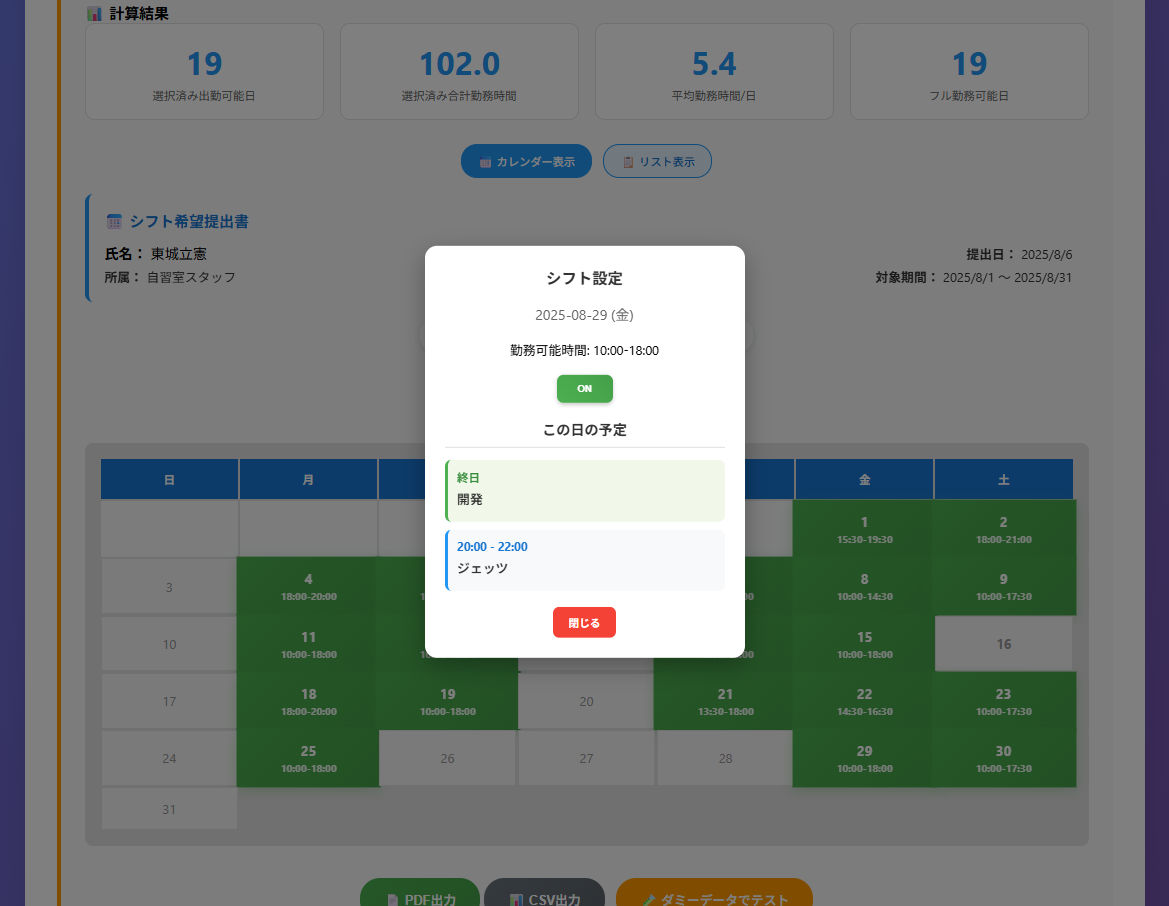 計算結果
19
102.0
5.4
19
選択済み出勤可能日
選択済み合計勤務時間
平均勤務時間/日
フル勤務可能日
カレンダー表示
リスト表示
シフト希望提出書
氏名： 東城立憲
提出日： 2025/8/6
所属： 自習室スタッフ
対象期間： 2025/8/1 ～ 2025/8/31
シフト設定
2025-08-29 (金)
勤務可能時間: 10:00-18:00
ON
この日の予定
終日
開発
20:00 - 22:00
ジェッツ
閉じる
日
月
金
土
1
15:30-19:30
2
18:00-21:00
3
4
18:00-20:00
8
10:00-14:30
9
10:00-17:30
10
11
10:00-18:00
15
10:00-18:00
16
17
18
18:00-20:00
19
10:00-18:00
20
21
13:30-18:00
22
14:30-16:30
23
10:00-17:30
24
25
10:00-18:00
26
27
28
29
10:00-18:00
30
10:00-17:30
31
PDF出力
CSV出力
ダミーデータでテスト